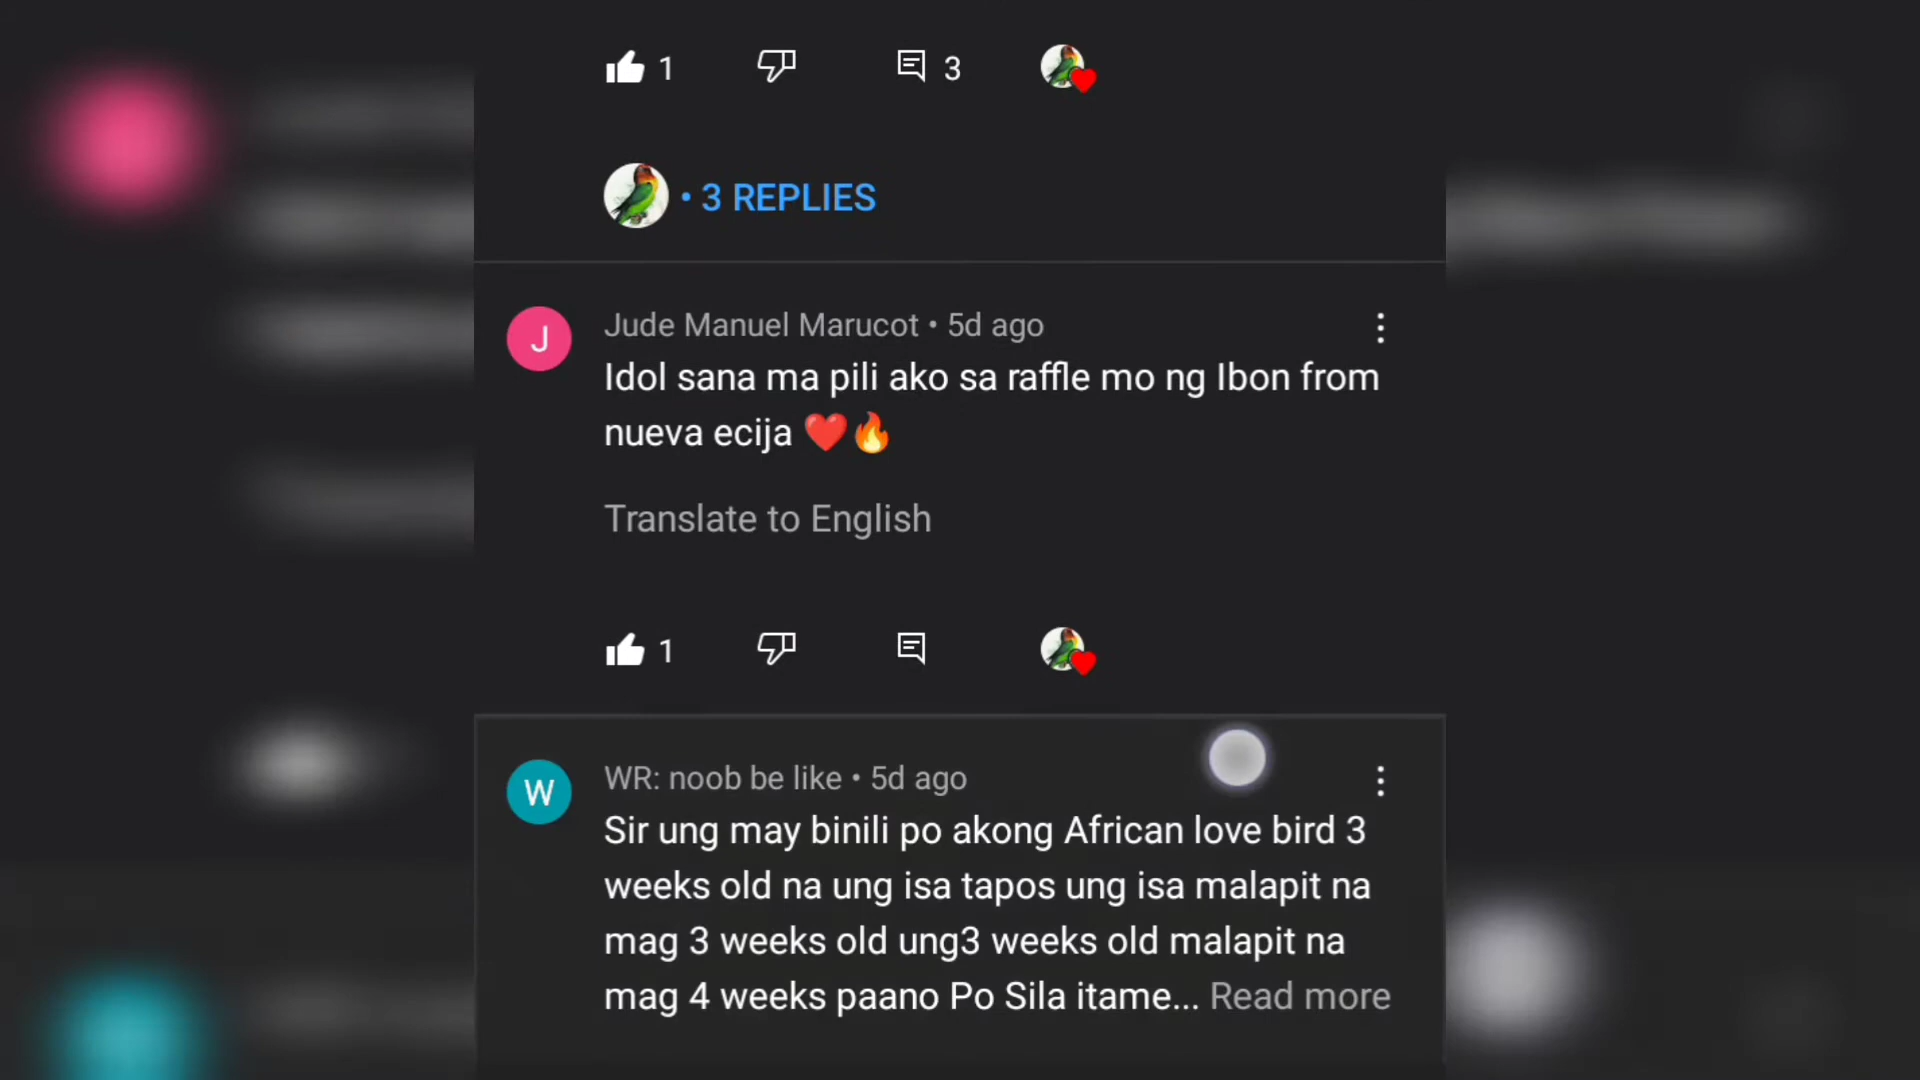 1
3
• 3 REPLIES
J
Jude Manuel Marucot • 5d ago
Idol sana ma pili ako sa raffle mo ng Ibon from
nueva ecija ❤️🔥
Translate to English
1
W
WR: noob be like • 5d ago
Sir ung may binili po akong African love bird 3
weeks old na ung isa tapos ung isa malapit na
mag 3 weeks old ung3 weeks old malapit na
mag 4 weeks paano Po Sila itame... Read more